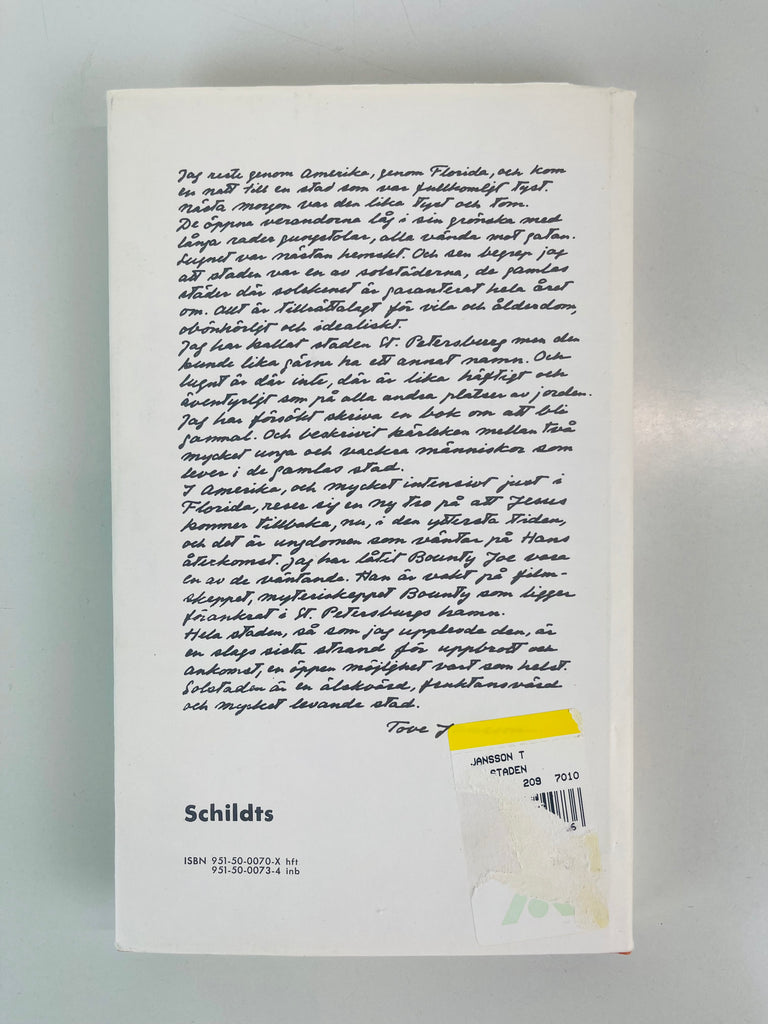 Jag reste genom Amerika, genom Florida, och kom
en natt till en stad som var fullkomligt tyst.
Nästa morgon var den lika tyst och tom.
De öppna verandorna låg i sin grönska med
långa rader gungstolar, alla vända mot gatan.
Lugnet var nästan hemskt. Och sen begrep jag
att staden var en av solstäderna, de gamlas
städer där solskenet är garanterat hela året
om. Allt är tillrättalagt för vila och ålderdom,
obönhörligt och idealiskt.
Jag har kallat staden St. Petersburg men den
kunde lika gärna ha ett annat namn. Och
lugnt är där inte, där är lika häftigt och
äventyrligt som på alla andra platser av jorden.
Jag har försökt skriva en bok om att bli
gammal. Och beskrivit kärleken mellan två
mycket unga och vackra människor som
lever i de gamlas stad.
I Amerika, och mycket intensivt just i
Florida, reser sig en ny tro på att Jesus
kommer tillbaka, nu, i den yttersta tiden,
och det är ungdomen som väntar på Hans
återkomst. Jag har låtit Bounty Joe vara
en av de väntande. Han är vakt på film-
skeppet, mysteriskeppet Bounty som ligger
förankrat i St. Petersburgs hamn.
Hela staden, så som jag upplevde den, är
en slags sista strand för uppbrott och
ankomst, en öppen möjlighet vart som helst.
Solstaden är en älskvärd, fruktansvärd
och mycket levande stad.
Tove J
JANSSON T
STADEN
209 7010
6
Schildts
ISBN 951-50-0070-X hft
951-50-0073-4 inb